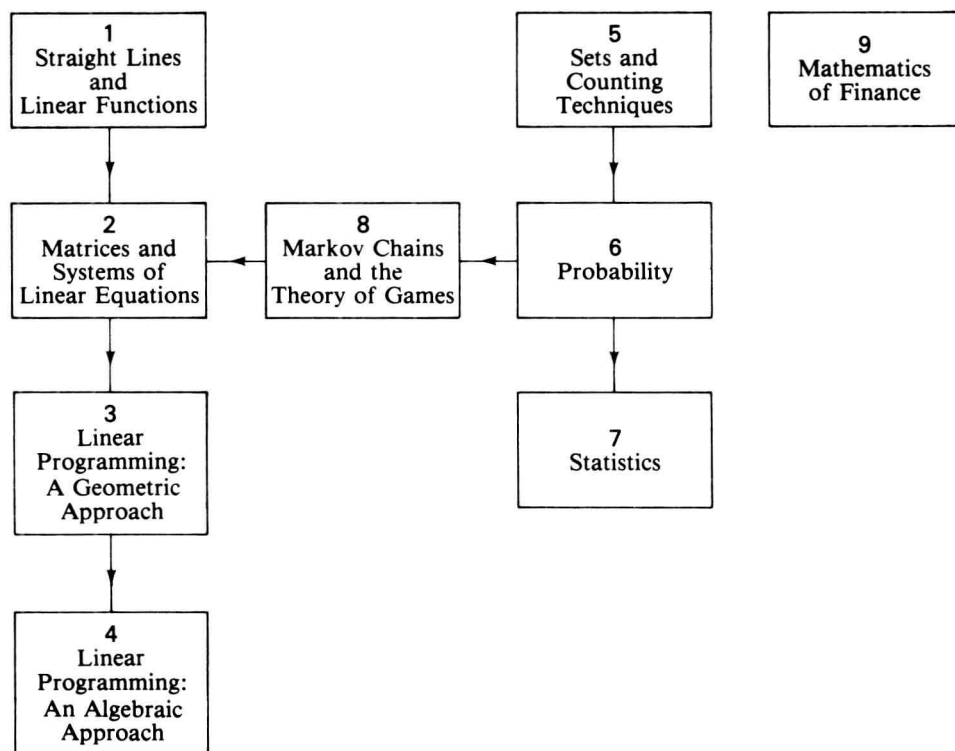 1
Straight Lines
and
Linear Functions
5
Sets and
Counting
Techniques
9
Mathematics
of Finance
2
Matrices and
Systems of
Linear Equations
8
Markov Chains
and the
Theory of Games
6
Probability
3
Linear
Programming:
A Geometric
Approach
7
Statistics
4
Linear
Programming:
An Algebraic
Approach